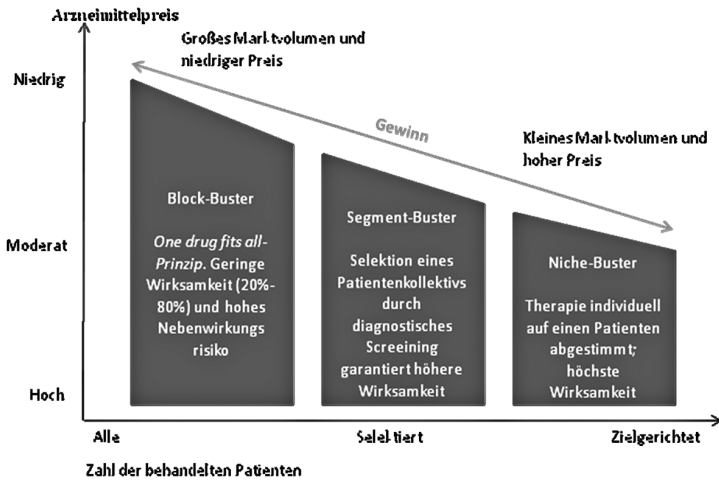 Arzneimittelpreis
Großes Marktvolumen und
niedriger Preis
Niedrig
Gewinn
Kleines Marktvolumen und
hoher Preis
Block-Buster
One drug fits all-
Prinzip. Geringe
Wirksamkeit (20%-
80%) und hohes
Nebenwirkungs
risiko
Segment-Buster
Selektion eines
Patientenkollektivs
durch
diagnostisches
Screeining
garantiert höhere
Wirksamkeit
Niche-Buster
Therapie individuell
auf einen Patienten
abgestimmt;
höchste
Wirksamkeit
Moderat
Hoch
Alle
Selektiert
Zielgerichtet
Zahl der behandelten Patienten